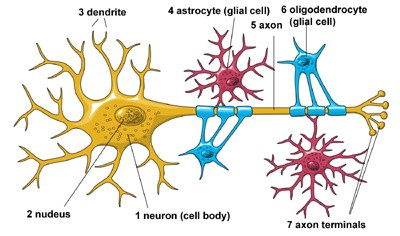 3 dendrite
4 astrocyte (glial cell)
5 axon
6 oligodendrocyte
(glial cell)
2 nudeus
1 neuron (cell body)
7 axon terminals